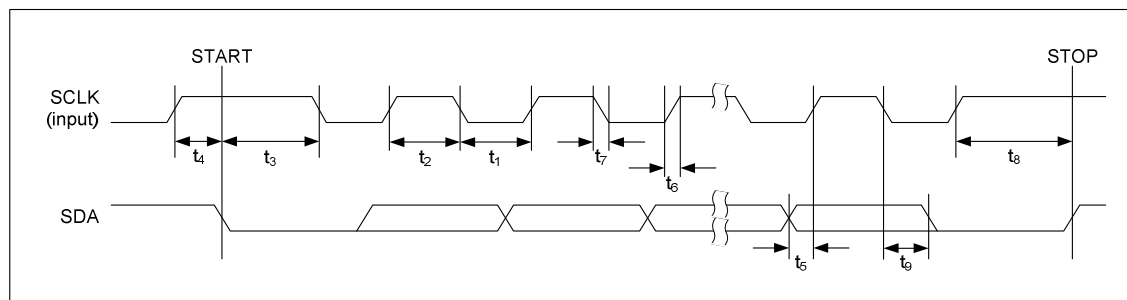 START STOP
SCLK
(input)
t4 t3 t2 t1 t7 t6 t8
SDA
t5 t9